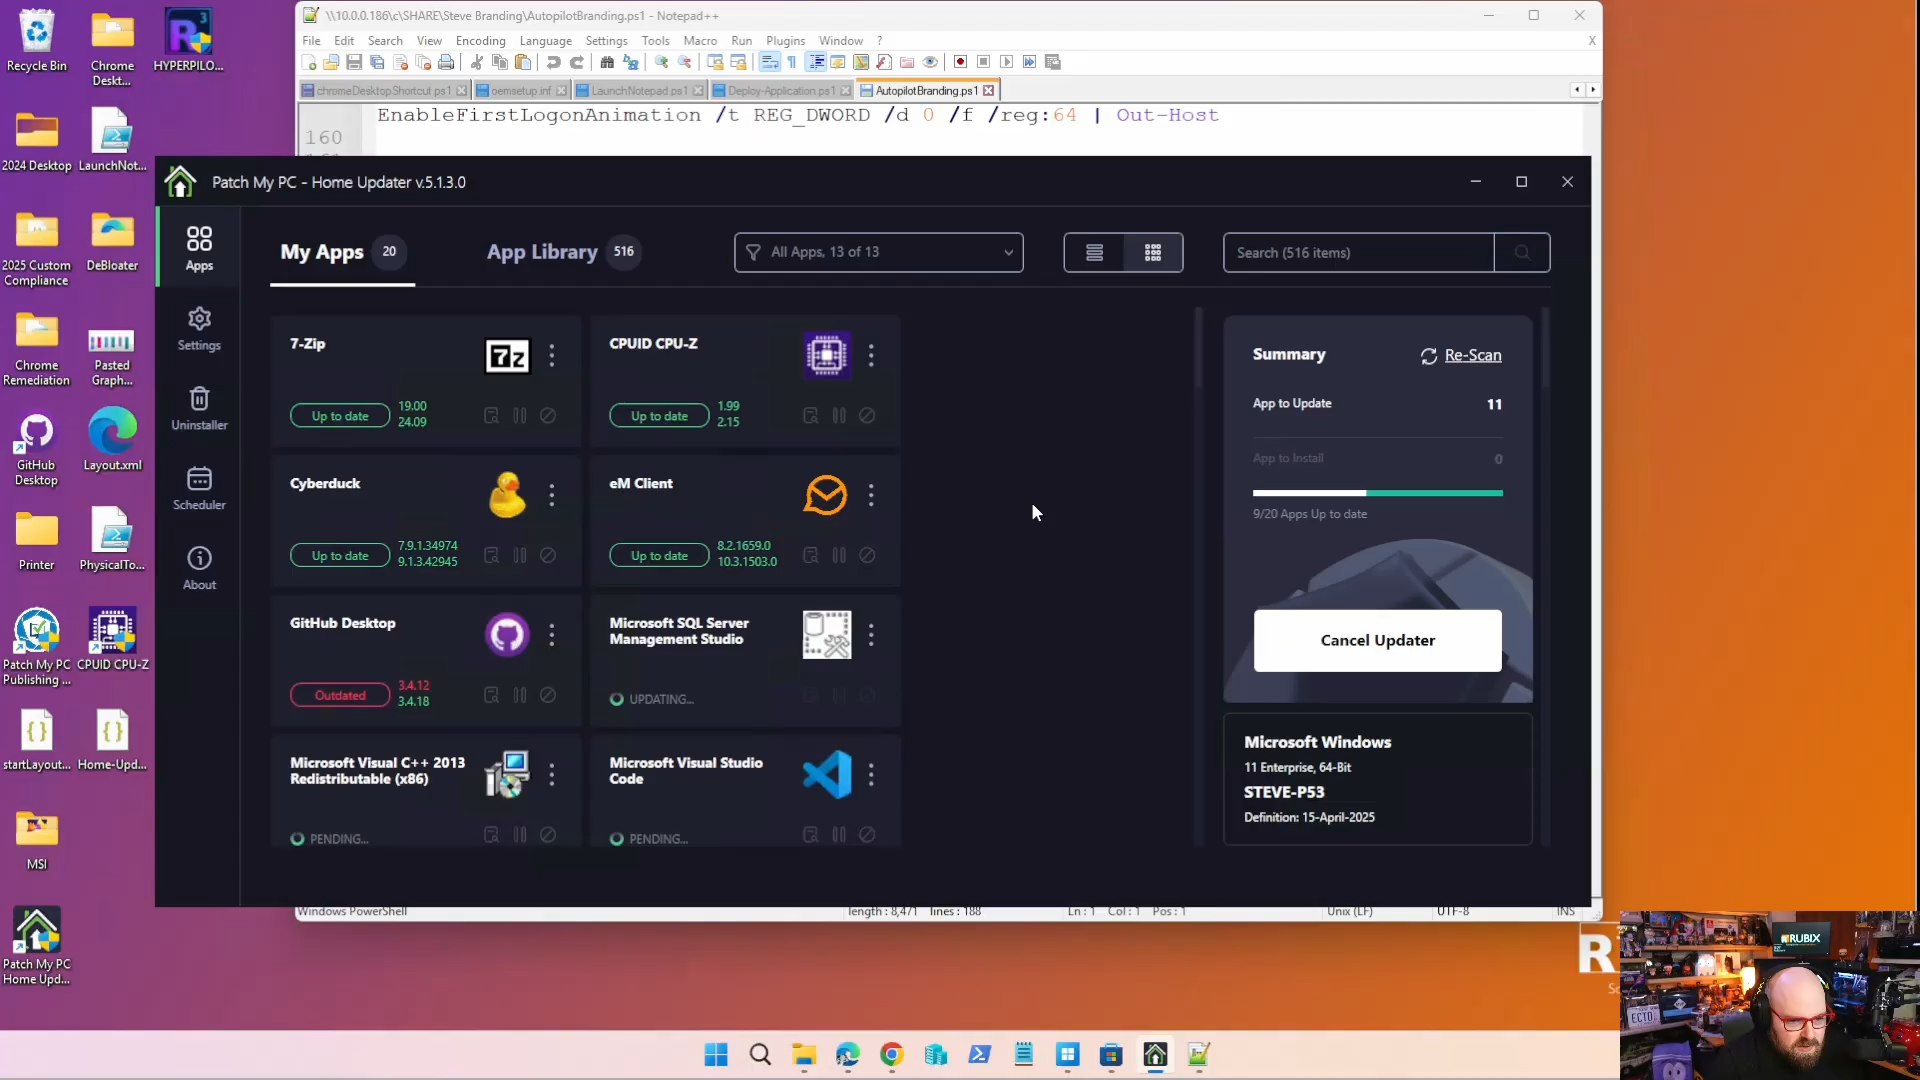 \\10.0.0.186\c\SHARE\Steve Branding\AutopilotBranding.ps1 - Notepad++
File Edit Search View Encoding Language Settings Tools Macro Run Plugins Window ?
X
chromeDesktopShortcut.ps1 oemsetup.inf LaunchNotepad.ps1 Deploy-Application.ps1 AutopilotBranding.ps1
EnableFirstLogonAnimation /t REG_DWORD /d 0 /f /reg:64 | Out-Host
160
Patch My PC - Home Updater v.5.1.3.0
Apps
Settings
Uninstaller
Scheduler
About
My Apps 20
App Library 516
All Apps, 13 of 13
Search (516 items)
7-Zip
7z
Up to date
19.00
24.09
CPUID CPU-Z
Up to date
1.99
2.15
Cyberduck
Up to date
7.9.1.34974
9.1.3.42945
eM Client
Up to date
8.2.1659.0
10.3.1503.0
GitHub Desktop
Outdated
3.4.12
3.4.18
Microsoft SQL Server
Management Studio
UPDATING...
Microsoft Visual C++ 2013
Redistributable (x86)
PENDING...
Microsoft Visual Studio
Code
PENDING...
Summary
Re-Scan
App to Update 11
App to Install 0
9/20 Apps Up to date
Cancel Updater
Microsoft Windows
11 Enterprise, 64-Bit
STEVE-P53
Definition: 15-April-2025
Windows PowerShell
length : 8,471 lines : 188
Ln : 1 Col : 1 Pos : 1
Unix (LF)
UTF-8
INS
Recycle Bin
Chrome
Deskt...
HYPERPILO...
2024 Desktop
LaunchNot...
2025 Custom
Compliance
DeBloater
Chrome
Remediation
Pasted
Graph...
GitHub
Desktop
Layout.xml
Printer
PhysicalTo...
Patch My PC
Publishing ...
CPUID CPU-Z
startLayout...
Home-Upd...
MSI
Patch My PC
Home Upd...
R
RUBIX
ECTO